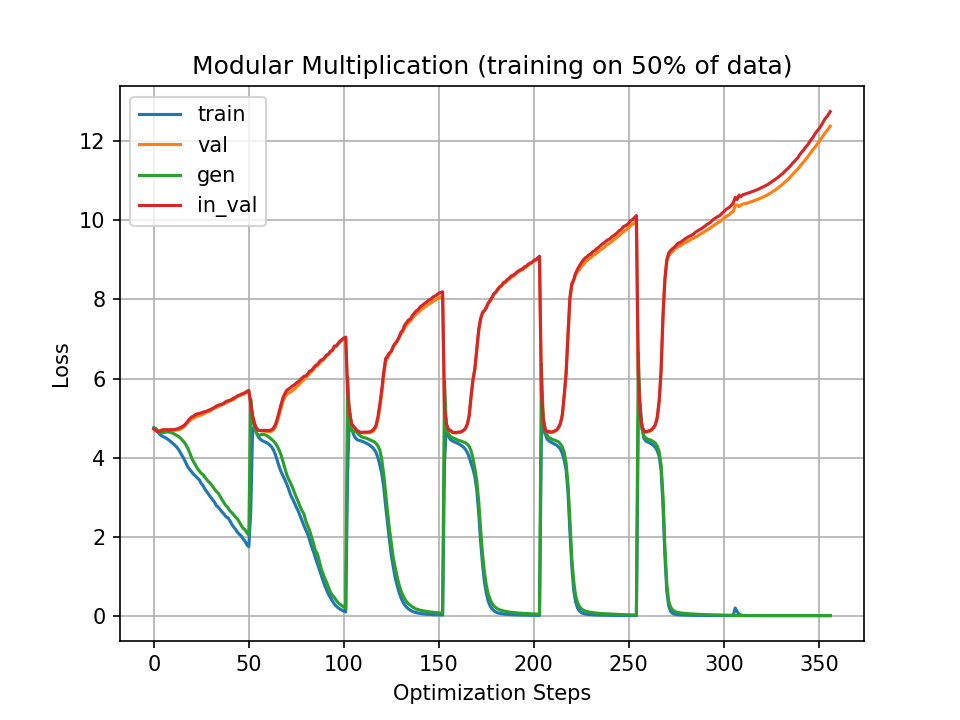 Modular Multiplication (training on 50% of data)
train
val
gen
in_val
12
10
8
6
4
2
0
Loss
0
50
100
150
200
250
300
350
Optimization Steps